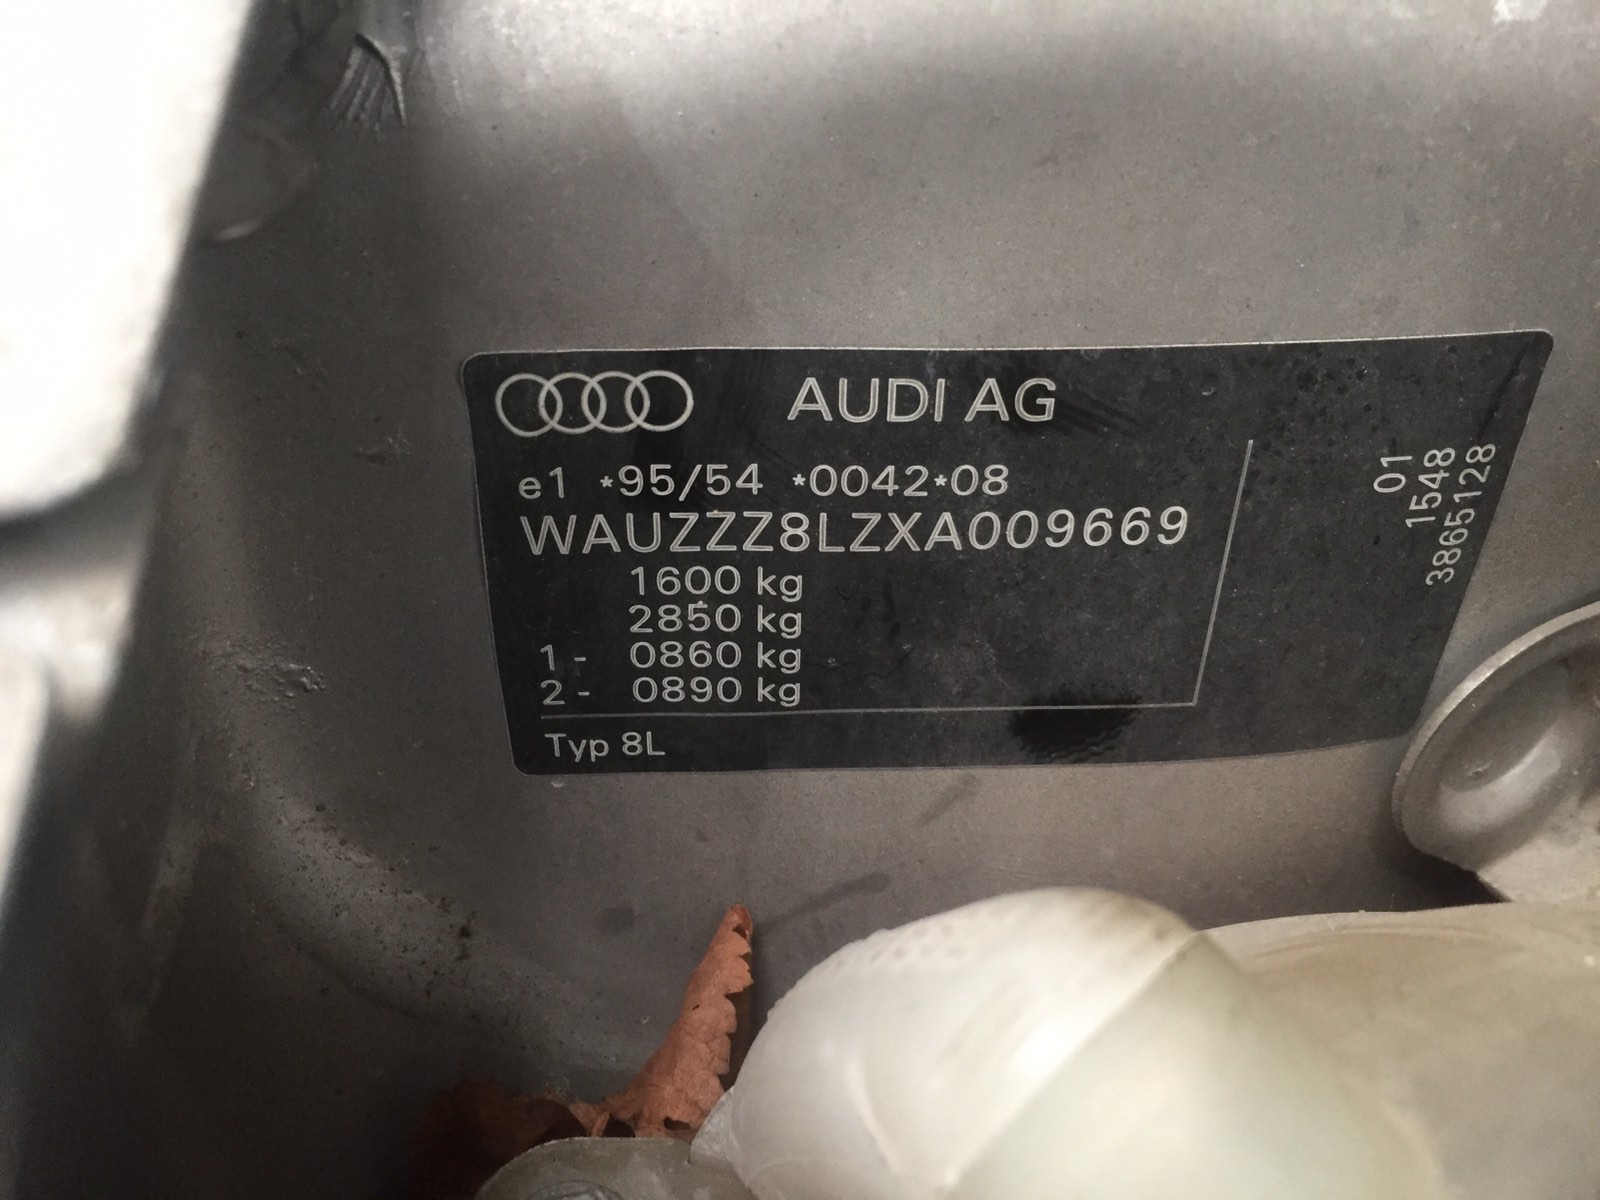 AUDI AG
e1 *95/54 *0042*08
WAUZZZ8LZXA009669
1600 kg
2850 kg
1- 0860 kg
2- 0890 kg
Typ 8L
01
1548
3865128